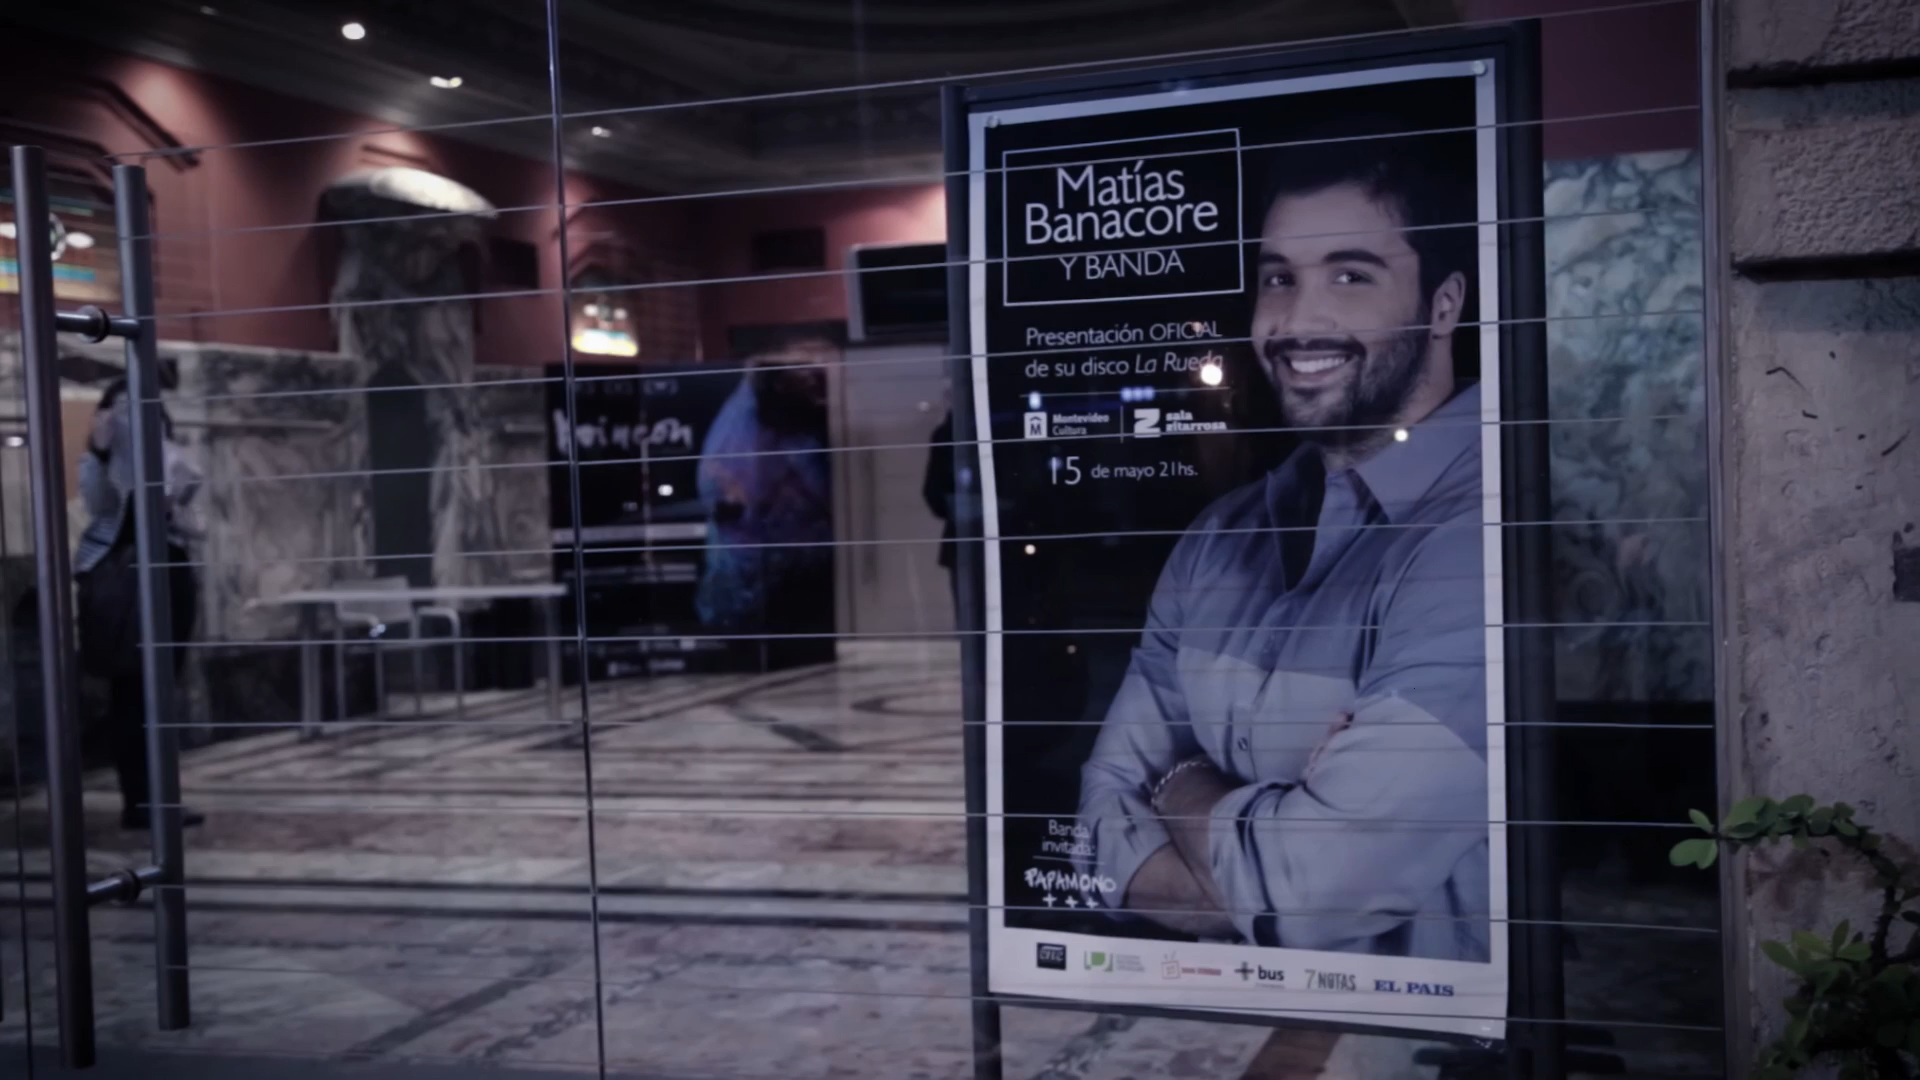 Matías
Banacore
Y BANDA
Presentación OFICIAL
de su disco La Rueda
Montevideo
Cultura
sala
zitarrosa
15 de mayo 21hs.
Banda
invitada:
PAPAMONO
+++
bus
7 NOTAS
EL PAIS